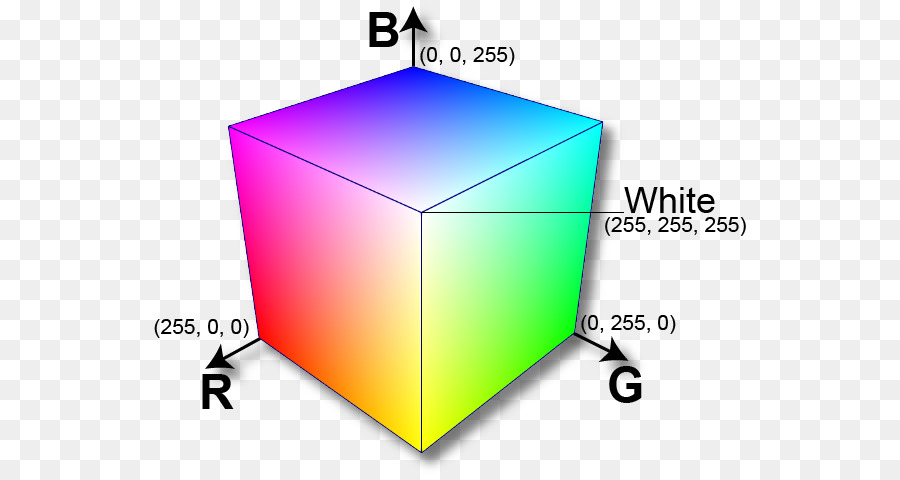 B
(0, 0, 255)
White
(255, 255, 255)
(255, 0, 0)
(0, 255, 0)
R
G